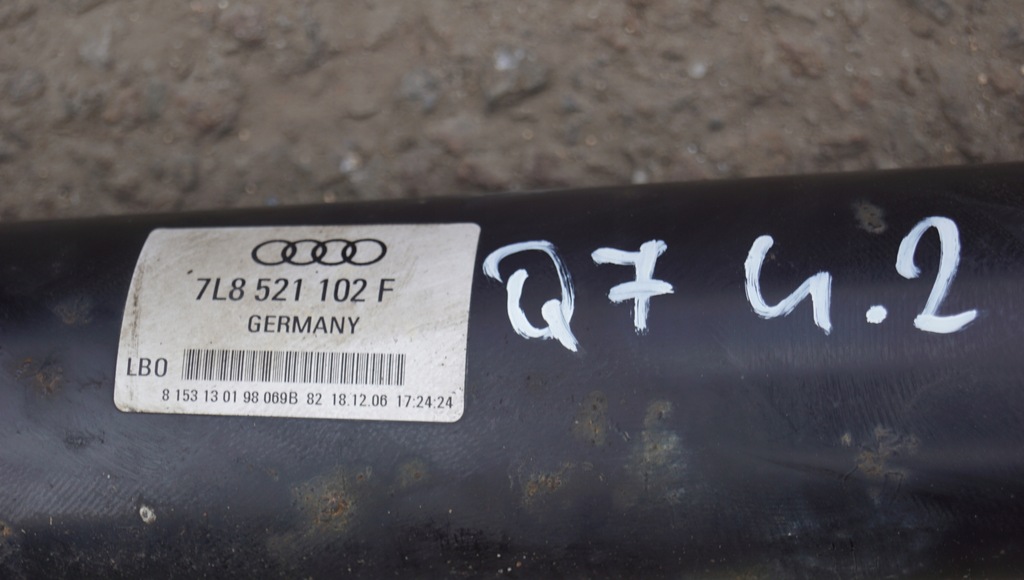 7L8 521 102 F
GERMANY
LBO
8 153 13 01 98 069B 82 18.12.06 17:24:24
Q7 4.2